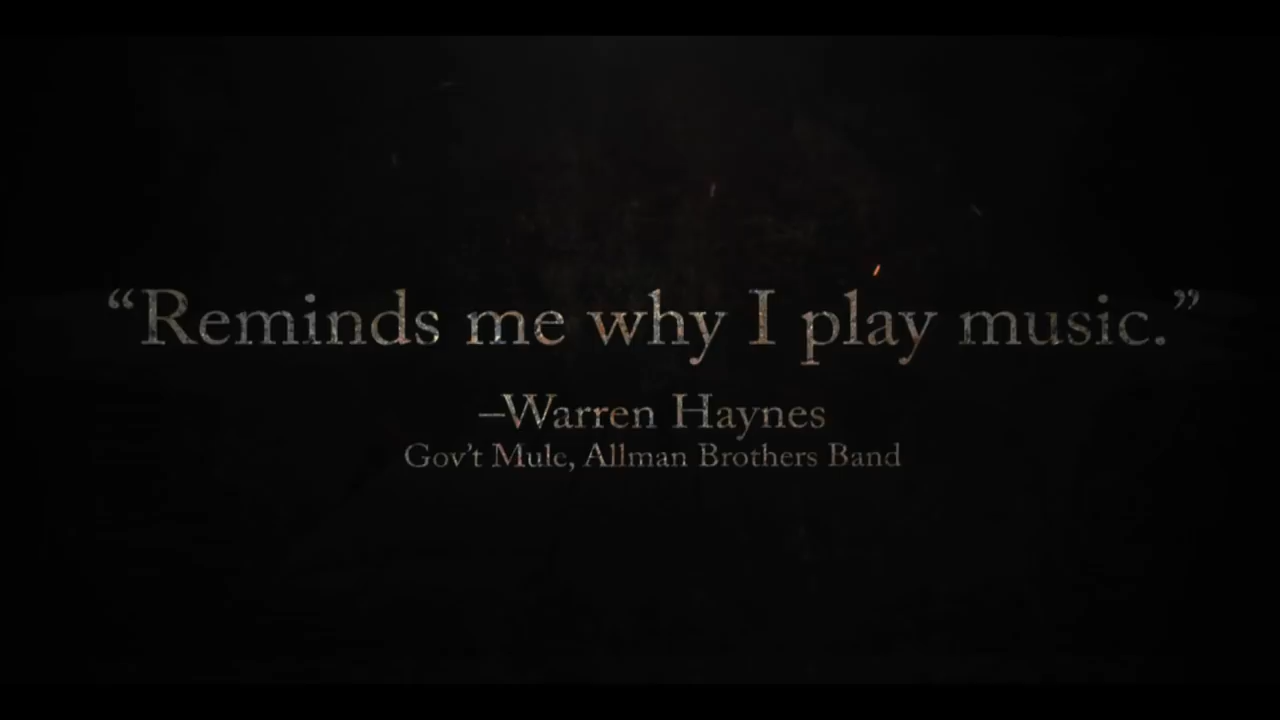 “Reminds me why I play music.”
–Warren Haynes
Gov’t Mule, Allman Brothers Band